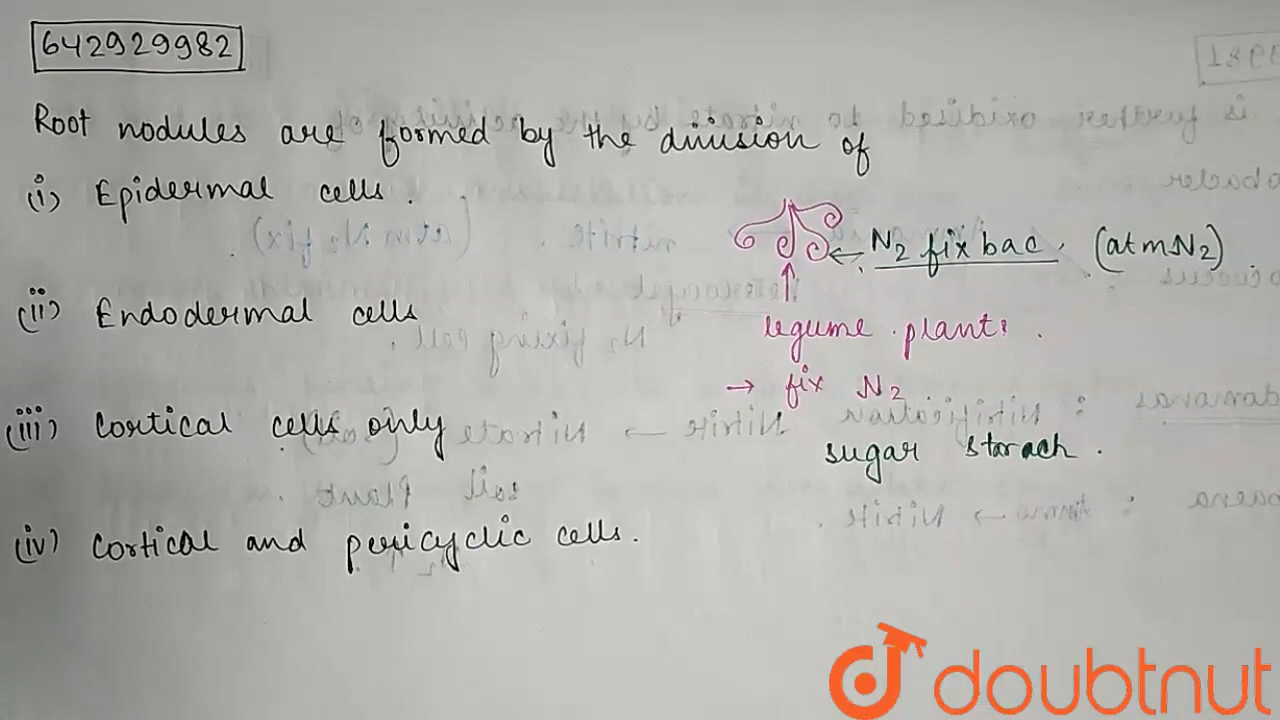 642929982
Root nodules are formed by the division of
(i) Epidermal cells.
N2 fix bac. (atm N2).
(ii) Endodermal cells
legume plants.
→ fix N2
(iii) Cortical cells only
sugar starach.
(iv) Cortical and pericyclic cells.
doubtnut